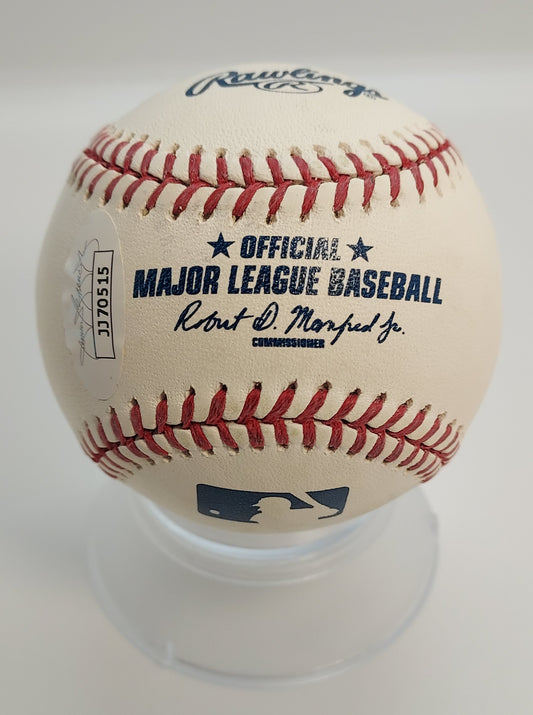 Rawlings
R
★ OFFICIAL ★
MAJOR LEAGUE BASEBALL
Robert D. Manfred Jr.
COMMISSIONER
JJ70515